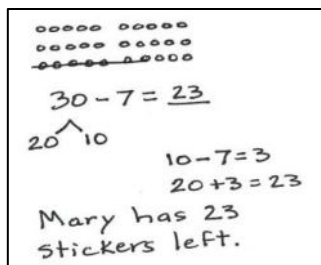 30 - 7 = 23
20 10
10 - 7 = 3
20 + 3 = 23
Mary has 23
stickers left.